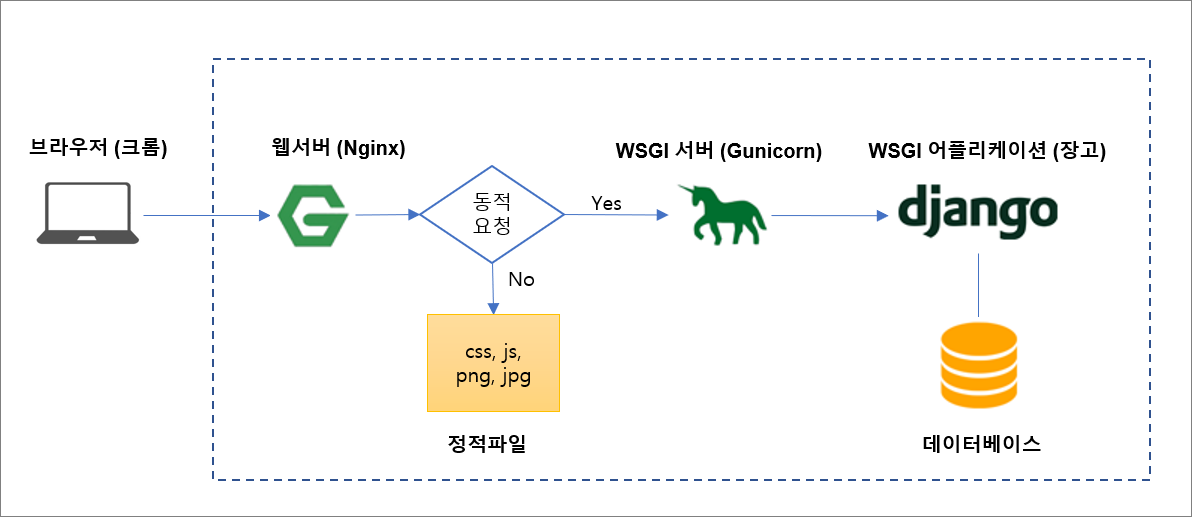 브라우저 (크롬)
웹서버 (Nginx)
WSGI 서버 (Gunicorn)
WSGI 어플리케이션 (장고)
동적
요청
Yes
django
No
css, js,
png, jpg
정적파일
데이터베이스